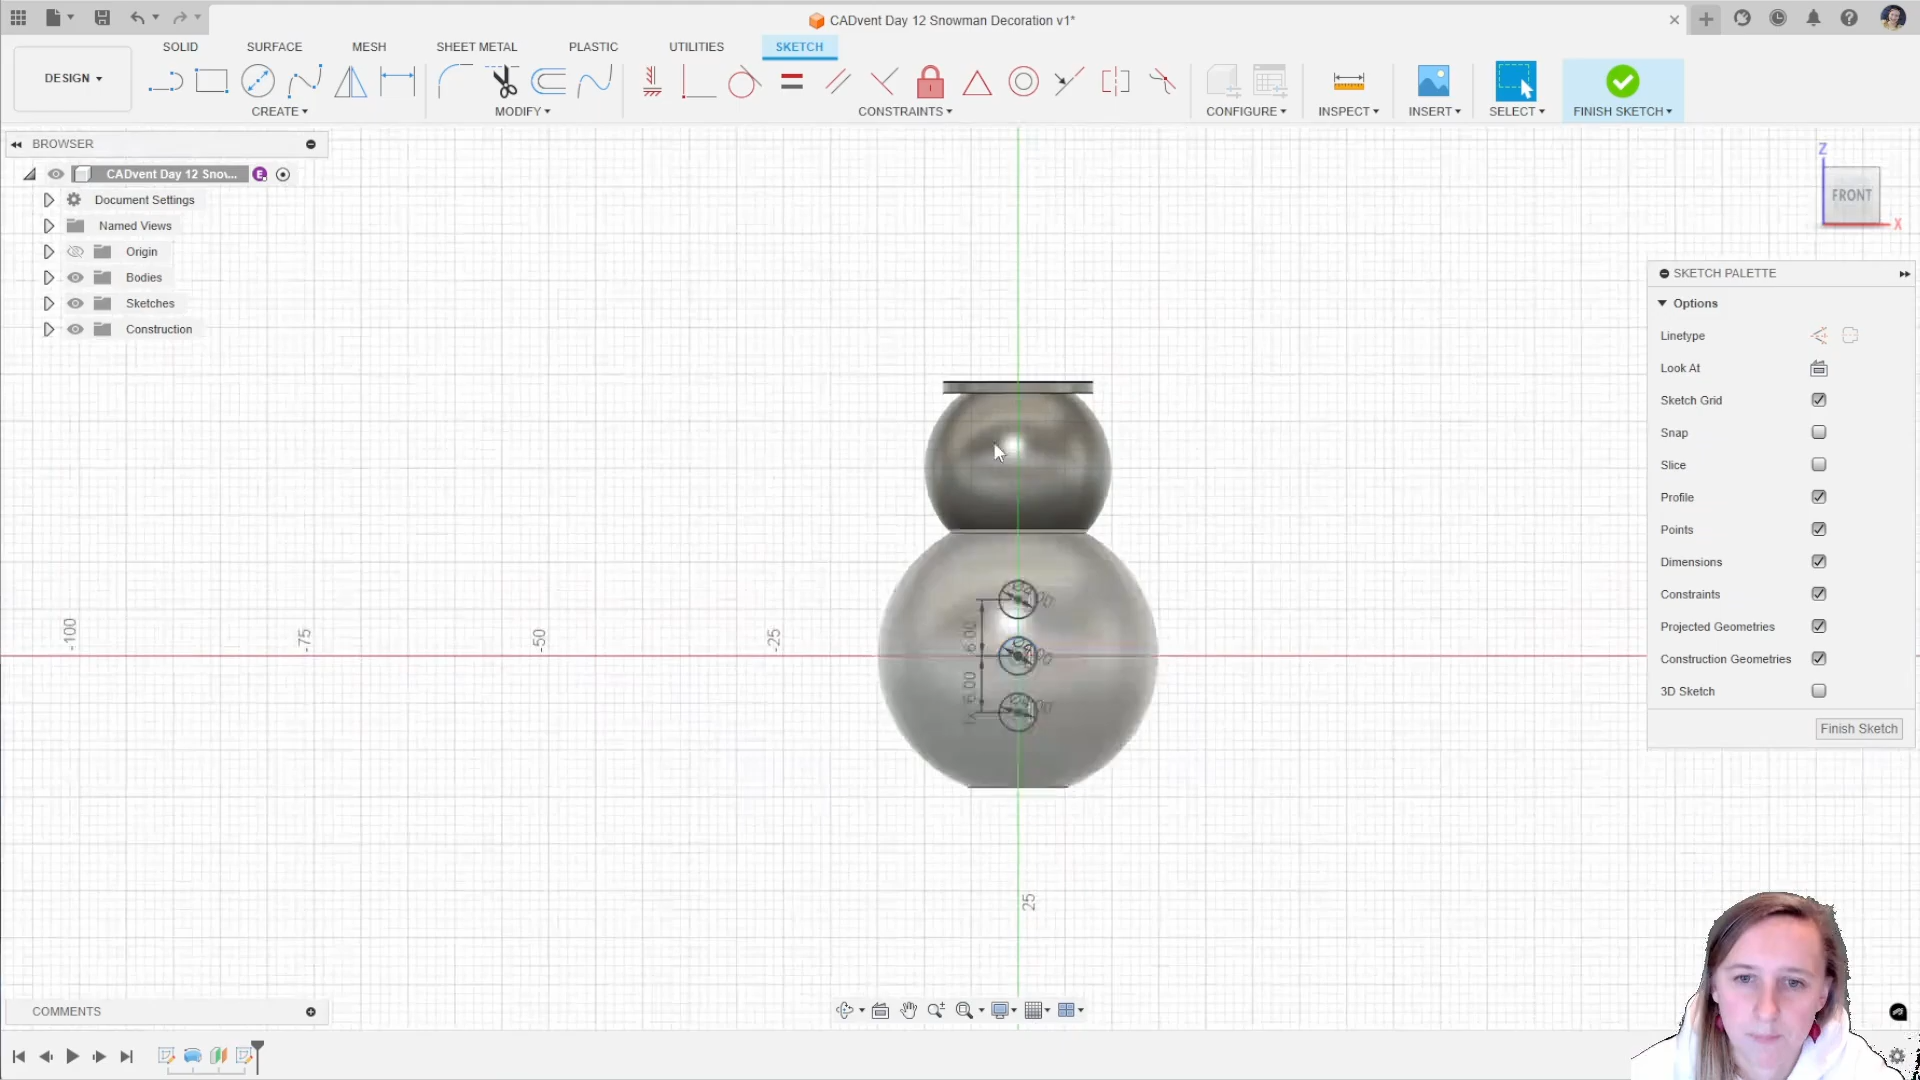 CADvent Day 12 Snowman Decoration v1*
SOLID SURFACE MESH SHEET METAL PLASTIC UTILITIES SKETCH
DESIGN
CREATE MODIFY CONSTRAINTS CONFIGURE INSPECT INSERT SELECT FINISH SKETCH
BROWSER
CADvent Day 12 Snov...
Document Settings
Named Views
Origin
Bodies
Sketches
Construction
Z
FRONT
X
SKETCH PALETTE
Options
Linetype
Look At
Sketch Grid
Snap
Slice
Profile
Points
Dimensions
Constraints
Projected Geometries
Construction Geometries
3D Sketch
Finish Sketch
-100
-75
-50
-25
6.00
6.00
25
COMMENTS